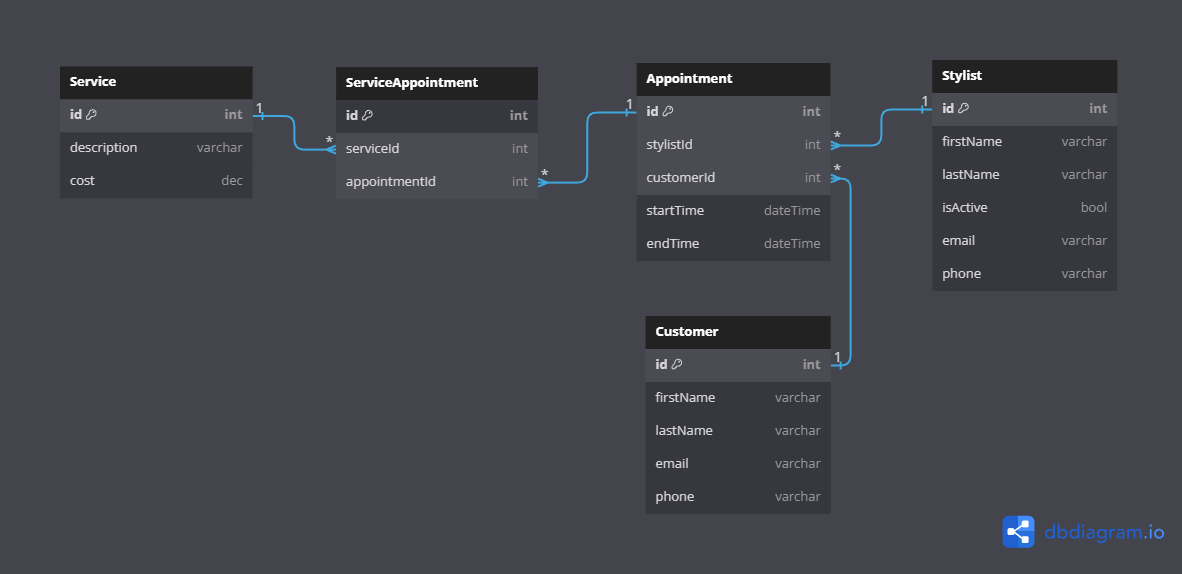 Service
id int
description varchar
cost dec
1
*
ServiceAppointment
id int
serviceId int
appointmentId int
*
1
Appointment
id int
stylistId int
customerId int
startTime dateTime
endTime dateTime
*
*
1
Stylist
id int
firstName varchar
lastName varchar
isActive bool
email varchar
phone varchar
Customer
id int
firstName varchar
lastName varchar
email varchar
phone varchar
1
dbdiagram.io